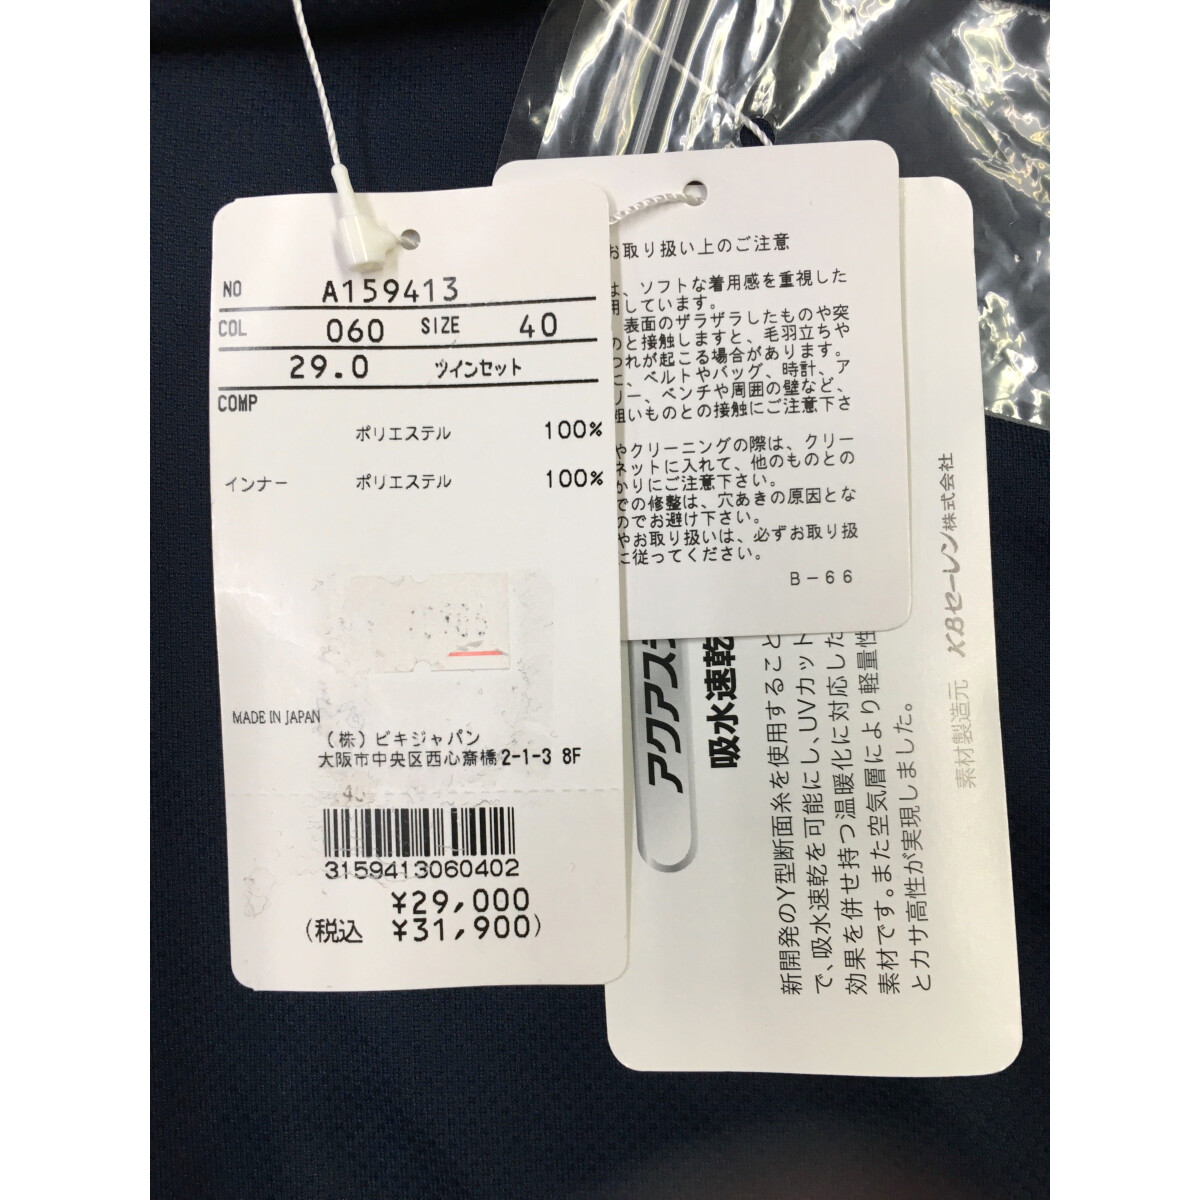 NO A159413
COL 060 SIZE 40
29.0 ツインセット
COMP
ポリエステル 100%
インナー ポリエステル 100%
MADE IN JAPAN
（株）ビキジャパン
大阪市中央区西心斎橋2-1-3 8F
3159413060402
¥29,000
(税込 ¥31,900)
お取り扱い上のご注意
は、ソフトな着用感を重視した
用しています。
表面のザラザラしたものや突
のと接触しますと、毛羽立ちや
つれが起こる場合があります。
に、ベルトやバッグ、時計、ア
リー、ベンチや周囲の壁など、
粗いものとの接触にご注意下さ
やクリーニングの際は、クリー
ネットに入れて、他のものとの
かりにご注意下さい。
での修整は、穴あきの原因とな
のでお避け下さい。
やお取り扱いは、必ずお取り扱
に従ってください。
B-66
アクアス
吸水速乾
新開発のY型断面糸を使用すること
で、吸水速乾を可能にし、UVカット
効果を併せ持つ温暖化に対応した
素材です。また空気層により軽量性
とカサ高性が実現しました。
素材製造元 KBセーレン株式会社